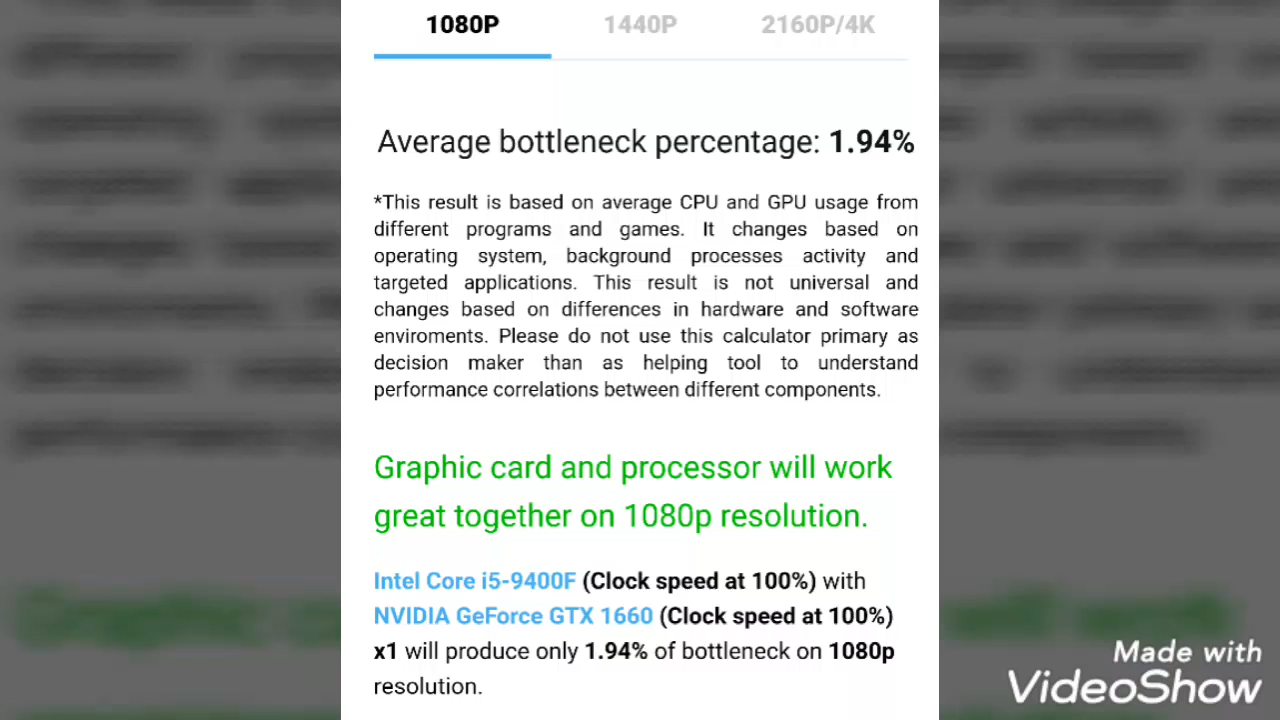 1080P 1440P 2160P/4K
Average bottleneck percentage: 1.94%
*This result is based on average CPU and GPU usage from
different programs and games. It changes based on
operating system, background processes activity and
targeted applications. This result is not universal and
changes based on differences in hardware and software
enviroments. Please do not use this calculator primary as
decision maker than as helping tool to understand
performance correlations between different components.
Graphic card and processor will work
great together on 1080p resolution.
Intel Core i5-9400F (Clock speed at 100%) with
NVIDIA GeForce GTX 1660 (Clock speed at 100%)
x1 will produce only 1.94% of bottleneck on 1080p
resolution.
Made with
VideoShow